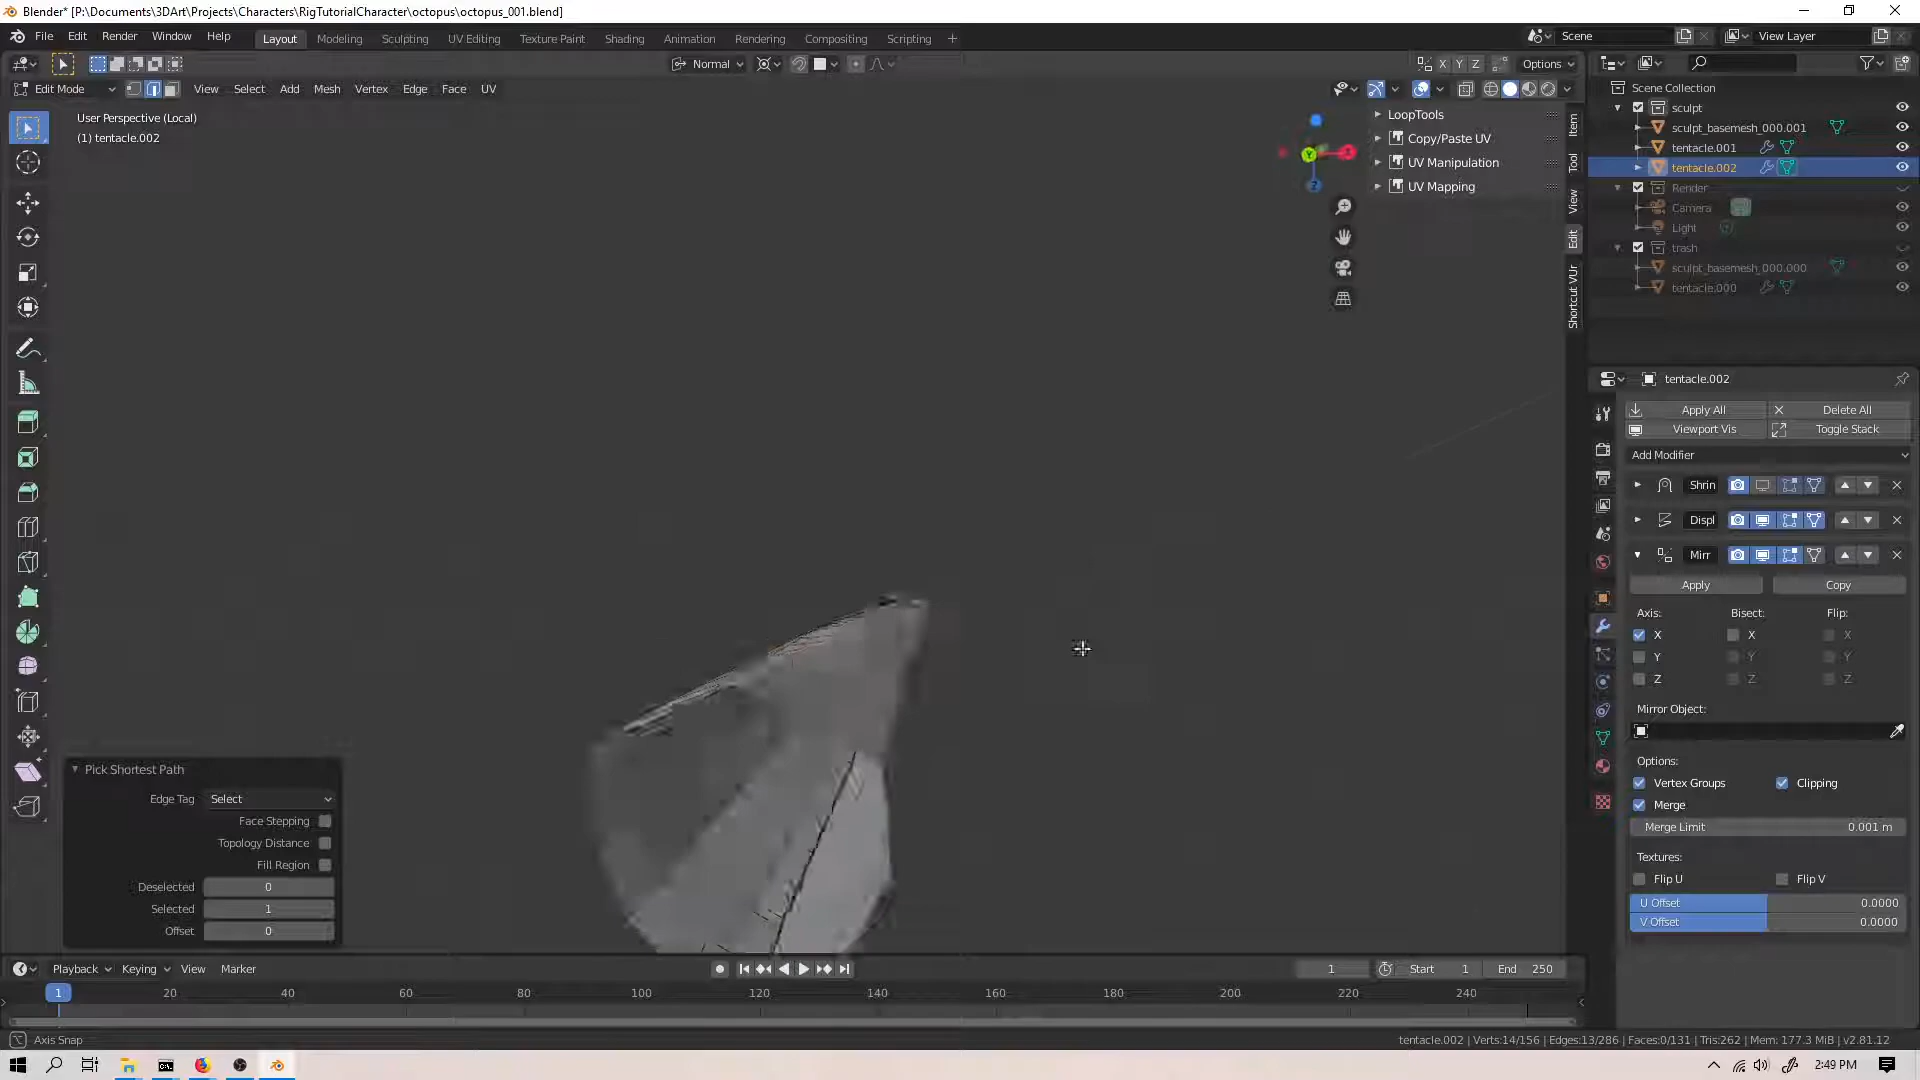 Blender* [P:\Documents\3DArt\Projects\Characters\RigTutorialCharacter\octopus\octopus_001.blend]
File Edit Render Window Help Layout Modeling Sculpting UV Editing Texture Paint Shading Animation Rendering Compositing Scripting + Scene View Layer
Normal X Y Z Options
Edit Mode View Select Add Mesh Vertex Edge Face UV
User Perspective (Local)
(1) tentacle.002
LoopTools
Copy/Paste UV
UV Manipulation
UV Mapping
Item
Tool
View
Edit
Shortcut VUr
X
Y
Z
Scene Collection
sculpt
sculpt_basemesh_000.001
tentacle.001
tentacle.002
Render
Camera
Light
trash
sculpt_basemesh_000.000
tentacle.000
tentacle.002
Apply All Delete All
Viewport Vis Toggle Stack
Add Modifier
Shrin
Displ
Mirr
Apply Copy
Axis: Bisect: Flip:
X X X
Y Y Y
Z Z Z
Mirror Object:
Options:
Vertex Groups Clipping
Merge
Merge Limit 0.001 m
Textures:
Flip U Flip V
U Offset 0.0000
V Offset 0.0000
Pick Shortest Path
Edge Tag Select
Face Stepping
Topology Distance
Fill Region
Deselected 0
Selected 1
Offset 0
Playback Keying View Marker 1 Start 1 End 250
1 20 40 60 80 100 120 140 160 180 200 220 240
Axis Snap
tentacle.002 | Verts:14/156 | Edges:13/286 | Faces:0/131 | Tris:262 | Mem: 177.3 MiB | v2.81.12
2:49 PM